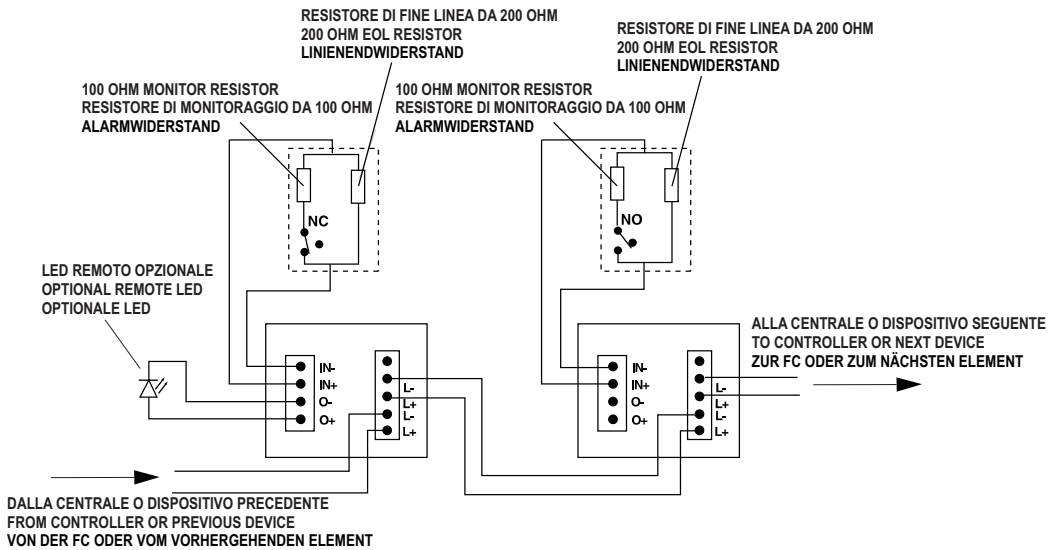 RESISTORE DI FINE LINEA DA 200 OHM
200 OHM EOL RESISTOR
LINIENENDWIDERSTAND
RESISTORE DI FINE LINEA DA 200 OHM
200 OHM EOL RESISTOR
LINIENENDWIDERSTAND
100 OHM MONITOR RESISTOR
RESISTORE DI MONITORAGGIO DA 100 OHM
ALARMWIDERSTAND
100 OHM MONITOR RESISTOR
RESISTORE DI MONITORAGGIO DA 100 OHM
ALARMWIDERSTAND
NC
NO
LED REMOTO OPZIONALE
OPTIONAL REMOTE LED
OPTIONALE LED
IN-
IN+
O-
O+
L-
L+
L-
L+
IN-
IN+
O-
O+
L-
L+
L-
L+
ALLA CENTRALE O DISPOSITIVO SEGUENTE
TO CONTROLLER OR NEXT DEVICE
ZUR FC ODER ZUM NÄCHSTEN ELEMENT
DALLA CENTRALE O DISPOSITIVO PRECEDENTE
FROM CONTROLLER OR PREVIOUS DEVICE
VON DER FC ODER VOM VORHERGEHENDEN ELEMENT